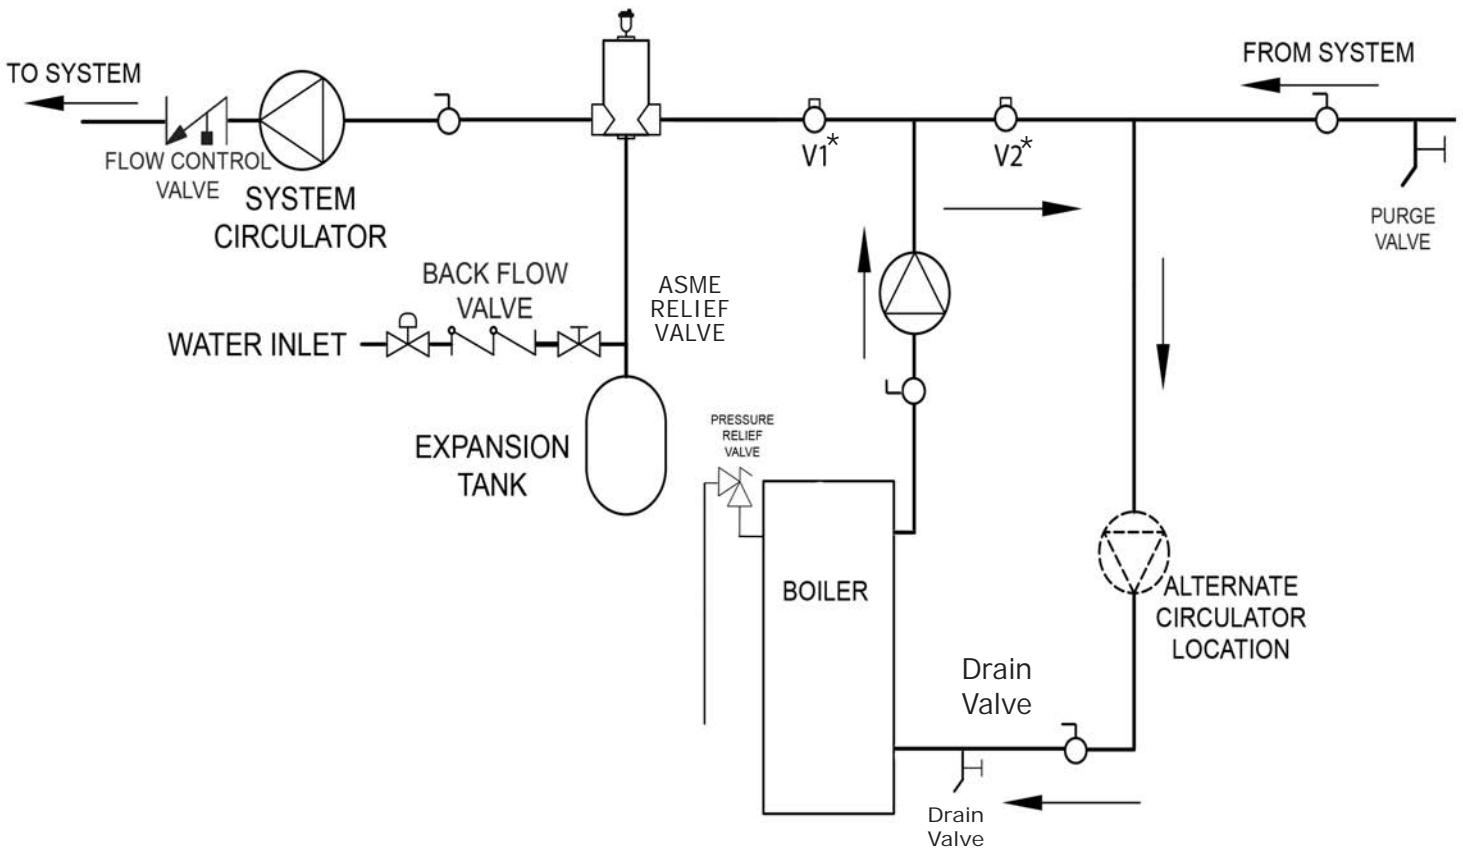 TO SYSTEM
FROM SYSTEM
FLOW CONTROL
VALVE
SYSTEM
CIRCULATOR
V1*
V2*
PURGE
VALVE
BACK FLOW
VALVE
ASME
RELIEF
VALVE
WATER INLET
EXPANSION
TANK
PRESSURE
RELIEF
VALVE
BOILER
ALTERNATE
CIRCULATOR
LOCATION
Drain
Valve
Drain
Valve